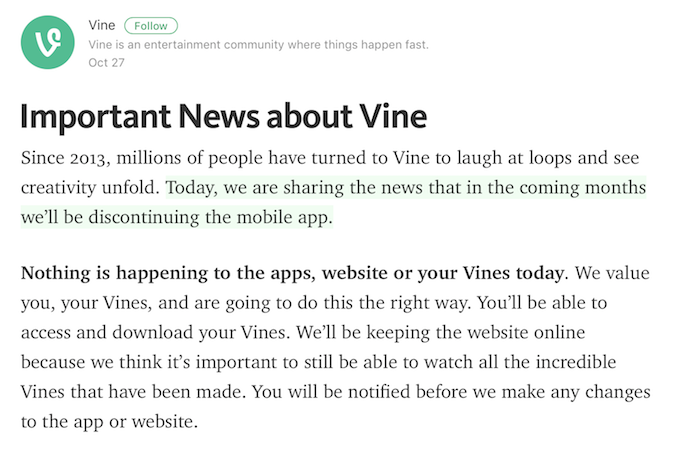 Vine Follow
Vine is an entertainment community where things happen fast.
Oct 27
Important News about Vine
Since 2013, millions of people have turned to Vine to laugh at loops and see
creativity unfold. Today, we are sharing the news that in the coming months
we’ll be discontinuing the mobile app.
Nothing is happening to the apps, website or your Vines today. We value
you, your Vines, and are going to do this the right way. You’ll be able to
access and download your Vines. We’ll be keeping the website online
because we think it’s important to still be able to watch all the incredible
Vines that have been made. You will be notified before we make any changes
to the app or website.